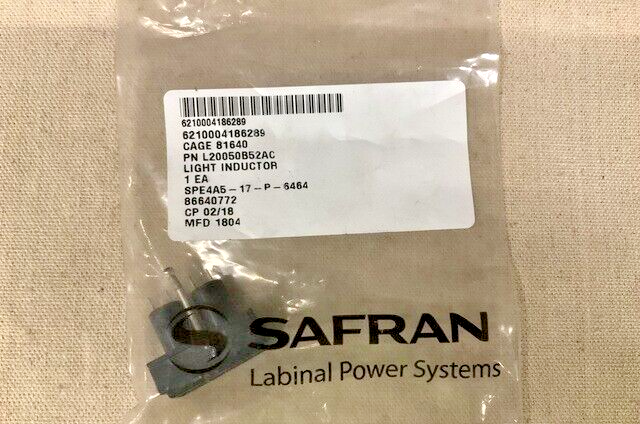 6210004186289
6210004186289
CAGE 81640
PN L20050B52AC
LIGHT INDUCTOR
1 EA
SPE4A5-17-P-6464
86640772
CP 02/18
MFD 1804
SAFRAN
Labinal Power Systems